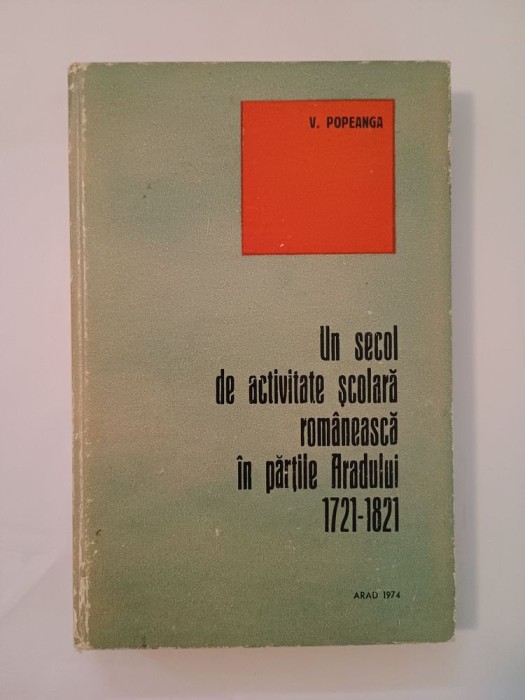 V. POPEANGA
Un secol
de activitate școlară
românească
în părțile Aradului
1721-1821
ARAD 1974